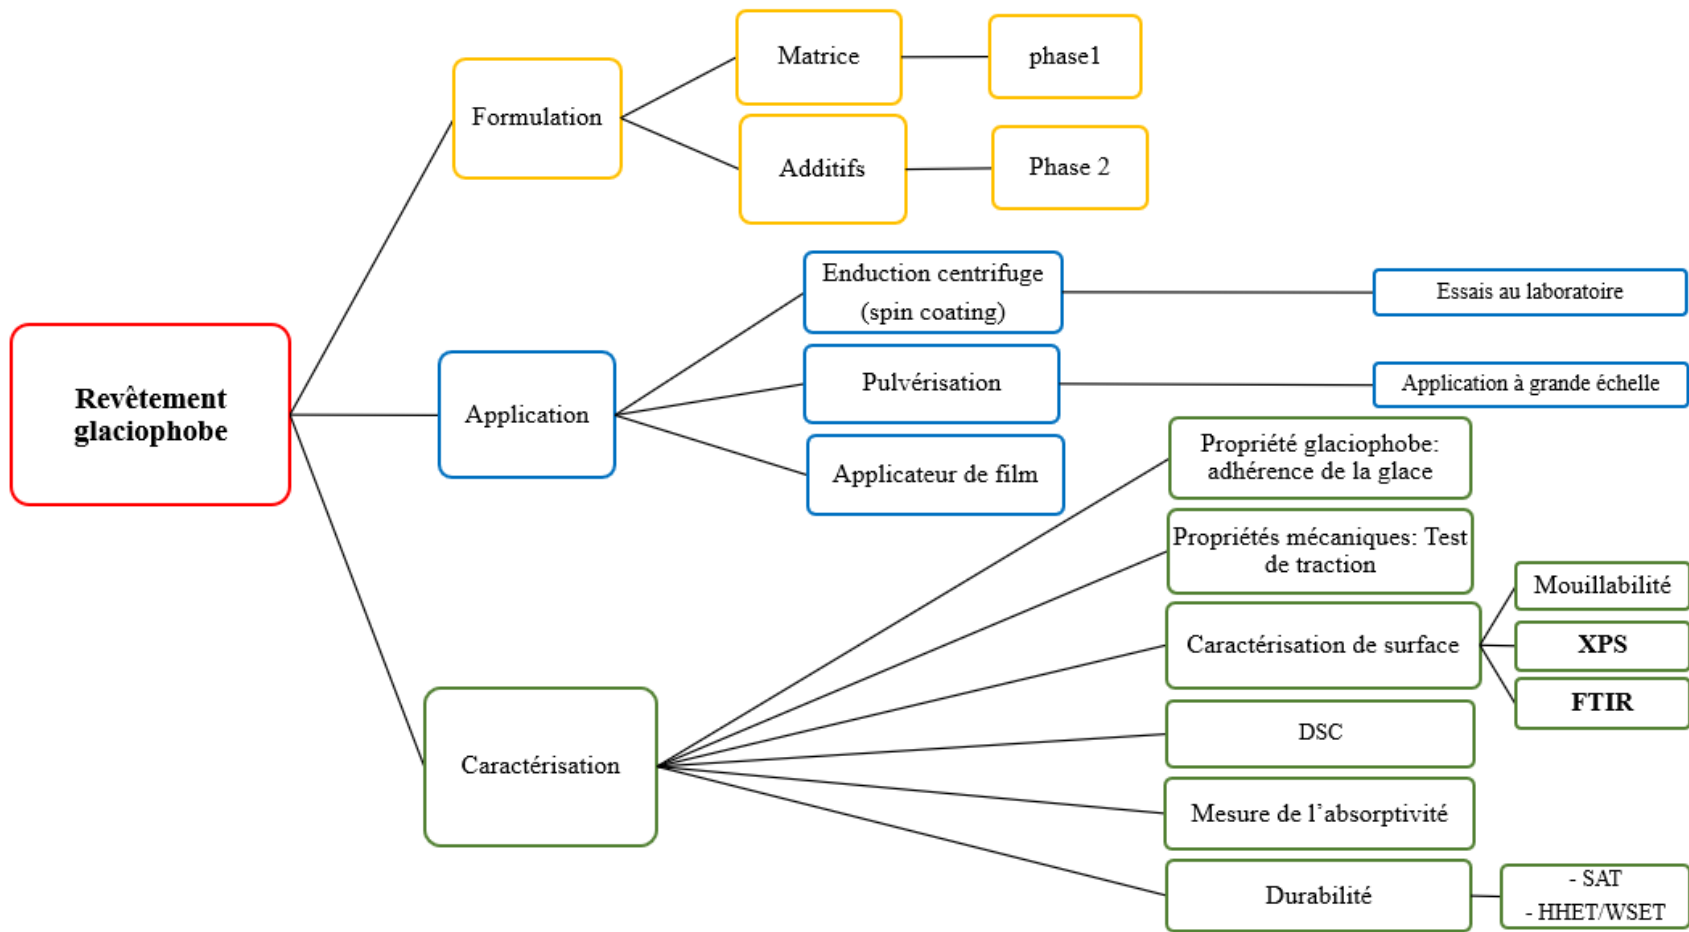 Revêtement
glaciophobe
Formulation
Matrice
phase1
Additifs
Phase 2
Application
Enduction centrifuge
(spin coating)
Essais au laboratoire
Pulvérisation
Application à grande échelle
Applicateur de film
Caractérisation
Propriété glaciophobe:
adhérence de la glace
Propriétés mécaniques: Test
de traction
Caractérisation de surface
Mouillabilité
XPS
FTIR
DSC
Mesure de l’absorptivité
Durabilité
- SAT
- HHET/WSET